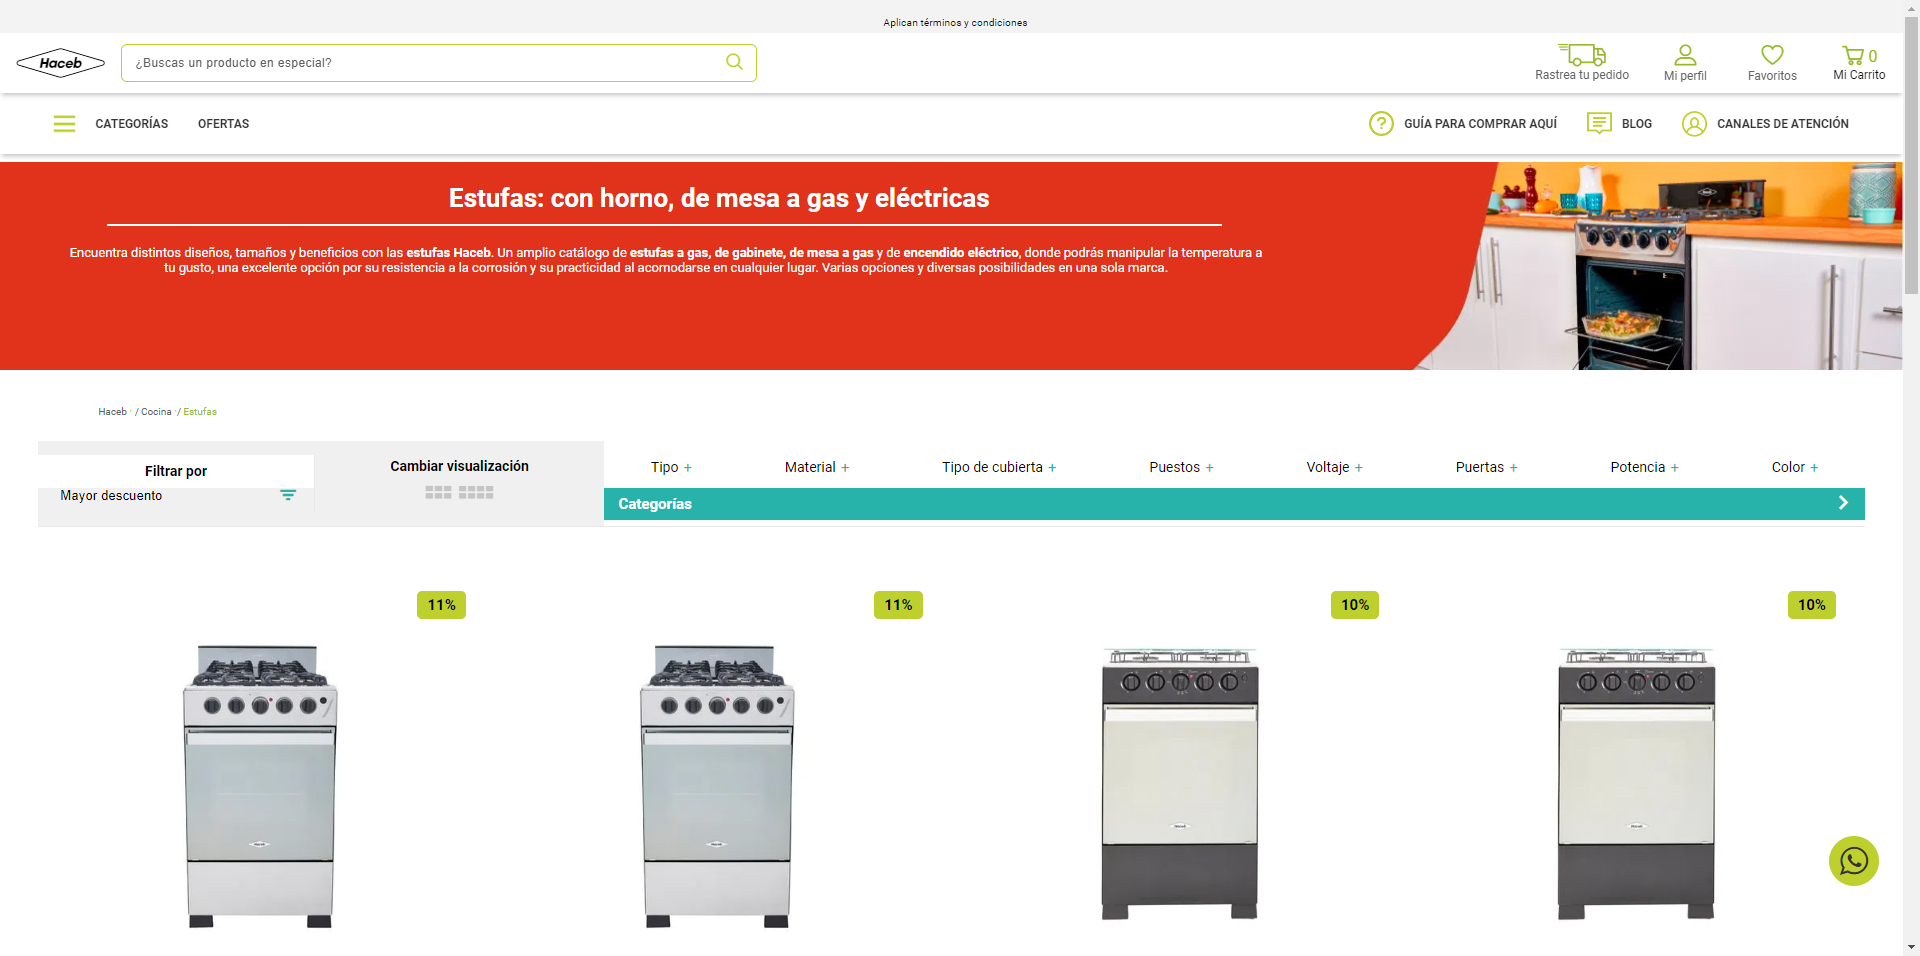 Aplican términos y condiciones
Haceb
¿Buscas un producto en especial?
Rastrea tu pedido
Mi perfil
Favoritos
0
Mi Carrito
CATEGORÍAS
OFERTAS
GUÍA PARA COMPRAR AQUÍ
BLOG
CANALES DE ATENCIÓN
Estufas: con horno, de mesa a gas y eléctricas
Encuentra distintos diseños, tamaños y beneficios con las estufas Haceb. Un amplio catálogo de estufas a gas, de gabinete, de mesa a gas y de encendido eléctrico, donde podrás manipular la temperatura a
tu gusto, una excelente opción por su resistencia a la corrosión y su practicidad al acomodarse en cualquier lugar. Varias opciones y diversas posibilidades en una sola marca.
Haceb / Cocina / Estufas
Filtrar por
Mayor descuento
Cambiar visualización
Tipo +
Material +
Tipo de cubierta +
Puestos +
Voltaje +
Puertas +
Potencia +
Color +
Categorías
11%
11%
10%
10%
Haceb
Haceb
Haceb
Haceb